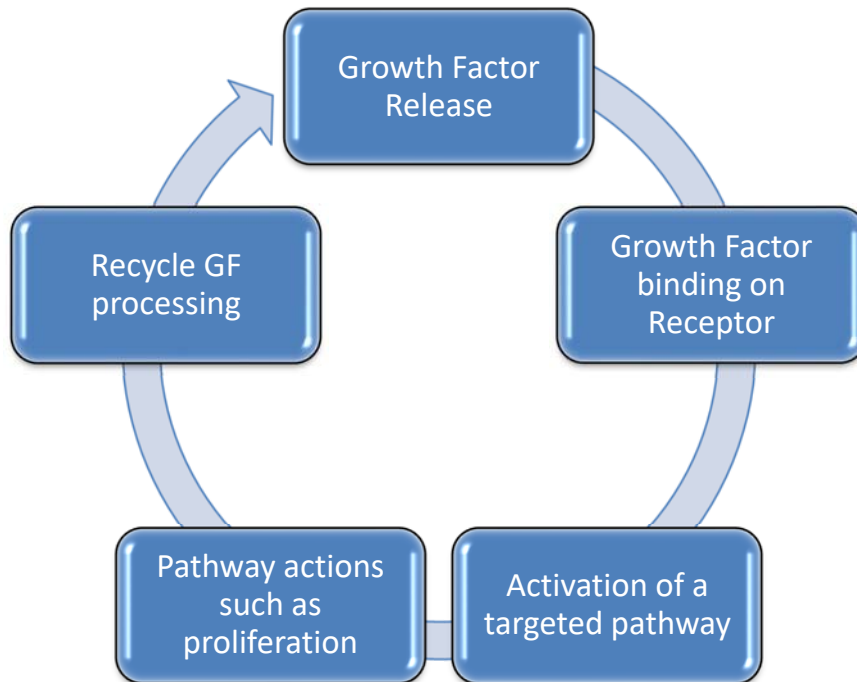 Growth Factor
Release
Growth Factor
binding on
Receptor
Activation of a
targeted pathway
Pathway actions
such as
proliferation
Recycle GF
processing